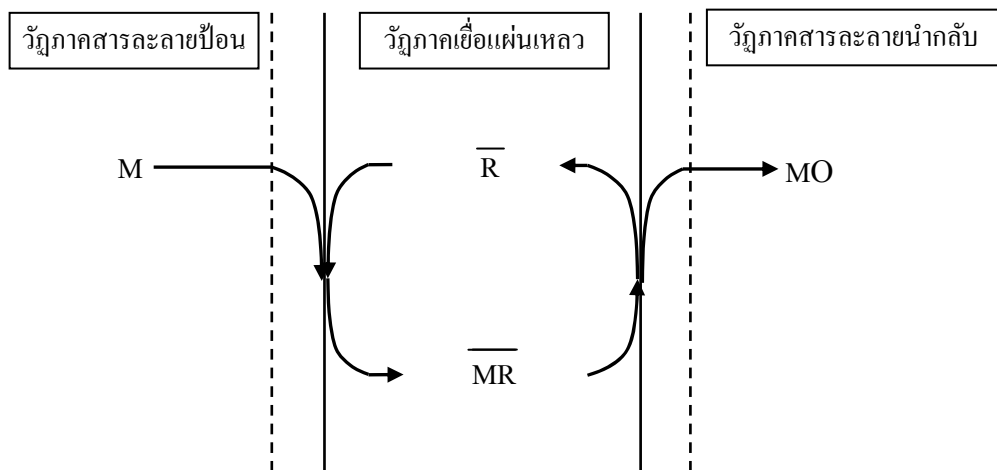 วัฏภาคสารละลายป้อน
วัฏภาคเยื่อแผ่นเหลว
วัฏภาคสารละลายนำกลับ
M
R
MO
MR